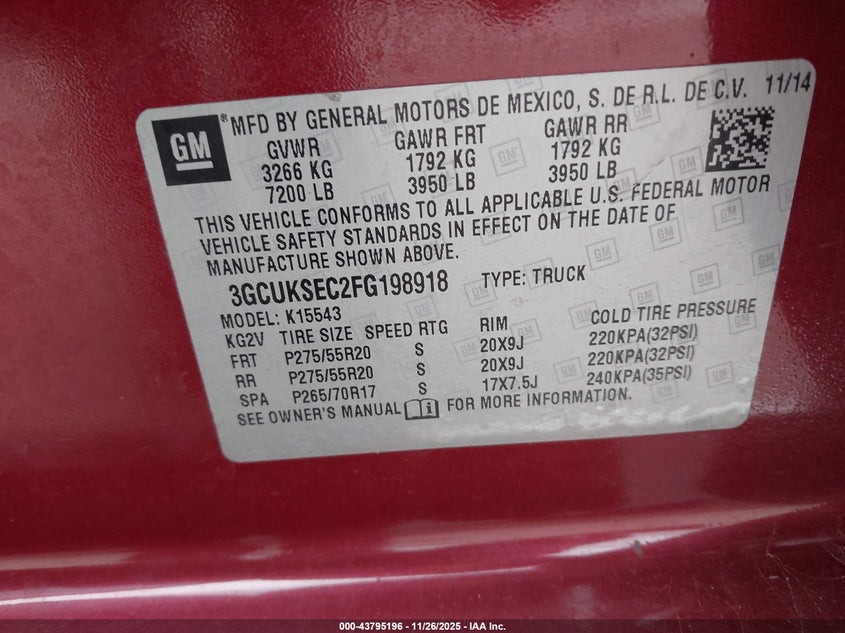 GM® MFD BY GENERAL MOTORS DE MEXICO, S. DE R.L. DE C.V. 11/14
GVWR GAWR FRT GAWR RR
3266 KG 1792 KG 1792 KG
7200 LB 3950 LB 3950 LB
THIS VEHICLE CONFORMS TO ALL APPLICABLE U.S. FEDERAL MOTOR
VEHICLE SAFETY STANDARDS IN EFFECT ON THE DATE OF
MANUFACTURE SHOWN ABOVE.
3GCUKSEC2FG198918 TYPE: TRUCK
MODEL: K15543
KG2V TIRE SIZE SPEED RTG RIM COLD TIRE PRESSURE
FRT P275/55R20 S 20X9J 220KPA(32PSI)
RR P275/55R20 S 20X9J 220KPA(32PSI)
SPA P265/70R17 S 17X7.5J 240KPA(35PSI)
SEE OWNER'S MANUAL FOR MORE INFORMATION.
000-43795196 - 11/26/2025 - IAA Inc.